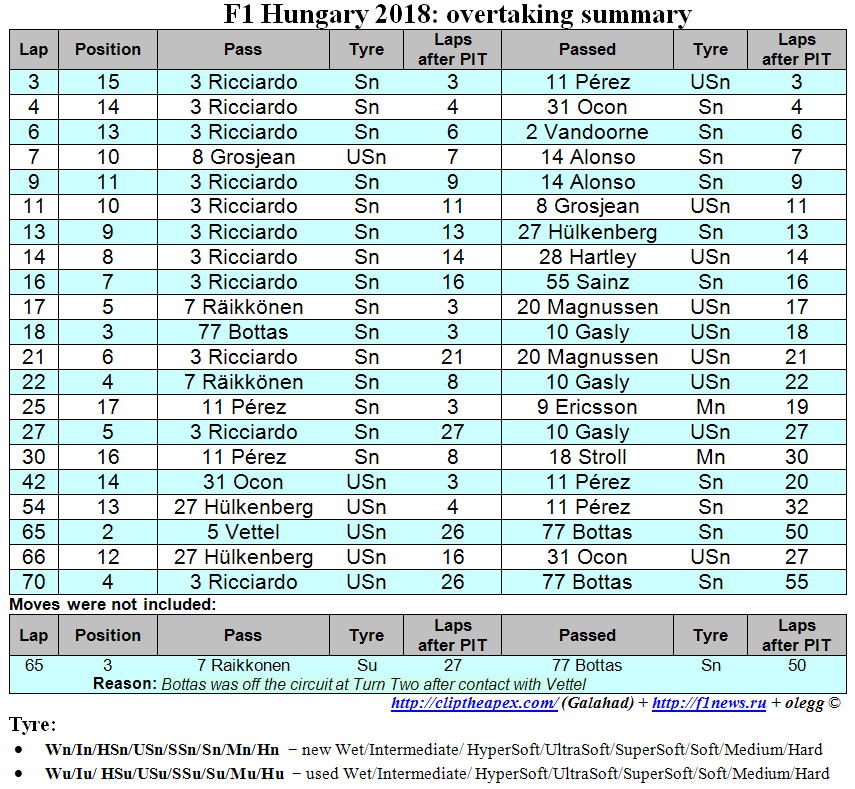 F1 Hungary 2018: overtaking summary
Lap Position Pass Tyre Laps after PIT Passed Tyre Laps after PIT
3 15 3 Ricciardo Sn 3 11 Pérez USn 3
4 14 3 Ricciardo Sn 4 31 Ocon Sn 4
6 13 3 Ricciardo Sn 6 2 Vandoorne Sn 6
7 10 8 Grosjean USn 7 14 Alonso Sn 7
9 11 3 Ricciardo Sn 9 14 Alonso Sn 9
11 10 3 Ricciardo Sn 11 8 Grosjean USn 11
13 9 3 Ricciardo Sn 13 27 Hülkenberg Sn 13
14 8 3 Ricciardo Sn 14 28 Hartley USn 14
16 7 3 Ricciardo Sn 16 55 Sainz USn 16
17 5 7 Räikkönen Sn 3 20 Magnussen USn 17
18 3 77 Bottas Sn 3 10 Gasly USn 18
21 6 3 Ricciardo Sn 21 20 Magnussen USn 21
22 4 7 Räikkönen Sn 8 10 Gasly USn 22
25 17 11 Pérez Sn 3 9 Ericsson Mn 19
27 5 3 Ricciardo Sn 27 10 Gasly USn 27
30 16 11 Pérez Sn 8 18 Stroll Mn 30
42 14 31 Ocon USn 3 11 Pérez Sn 20
54 13 27 Hülkenberg USn 4 11 Pérez Sn 32
65 2 5 Vettel USn 26 77 Bottas Sn 50
66 12 27 Hülkenberg USn 16 31 Ocon USn 27
70 4 3 Ricciardo USn 26 77 Bottas Sn 55
Moves were not included:
Lap Position Pass Tyre Laps after PIT Passed Tyre Laps after PIT
65 3 7 Raikkonen Su 27 77 Bottas Sn 50
Reason: Bottas was off the circuit at Turn Two after contact with Vettel
http://cliptheapex.com/ (Galahad) + http://f1news.ru + olegg ©
Tyre:
• Wn/In/HSn/USn/SSn/Sn/Mn/Hn – new Wet/Intermediate/ HyperSoft/UltraSoft/SuperSoft/Soft/Medium/Hard
• Wu/Iu/ HSu/USu/SSu/Su/Mu/Hu – used Wet/Intermediate/ HyperSoft/UltraSoft/SuperSoft/Soft/Medium/Hard